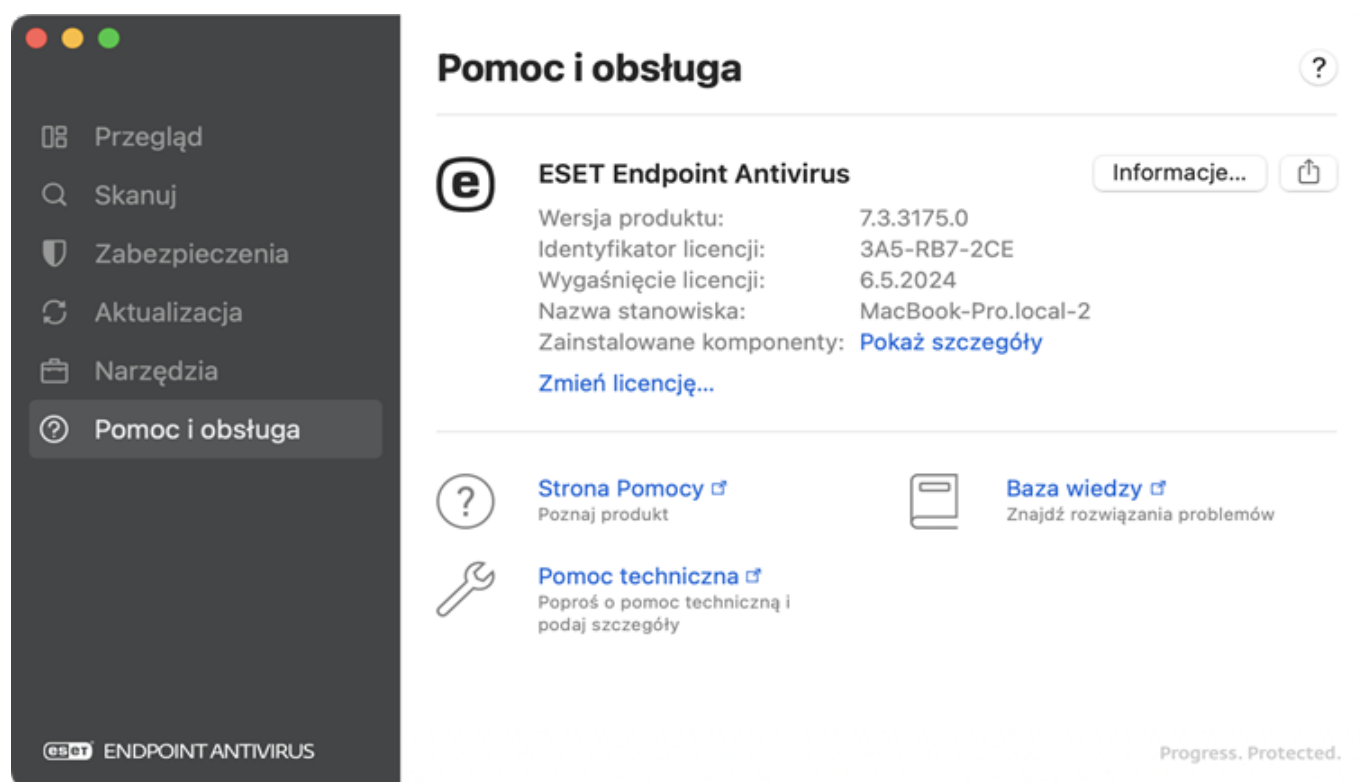 Przegląd
Skanuj
Zabezpieczenia
Aktualizacja
Narzędzia
Pomoc i obsługa
eseT ENDPOINT ANTIVIRUS
Pomoc i obsługa
?
e
ESET Endpoint Antivirus
Informacje...
Wersja produktu: 7.3.3175.0
Identyfikator licencji: 3A5-RB7-2CE
Wygaśnięcie licencji: 6.5.2024
Nazwa stanowiska: MacBook-Pro.local-2
Zainstalowane komponenty: Pokaż szczegóły
Zmień licencję...
Strona Pomocy
Poznaj produkt
Baza wiedzy
Znajdź rozwiązania problemów
Pomoc techniczna
Poproś o pomoc techniczną i
podaj szczegóły
Progress. Protected.